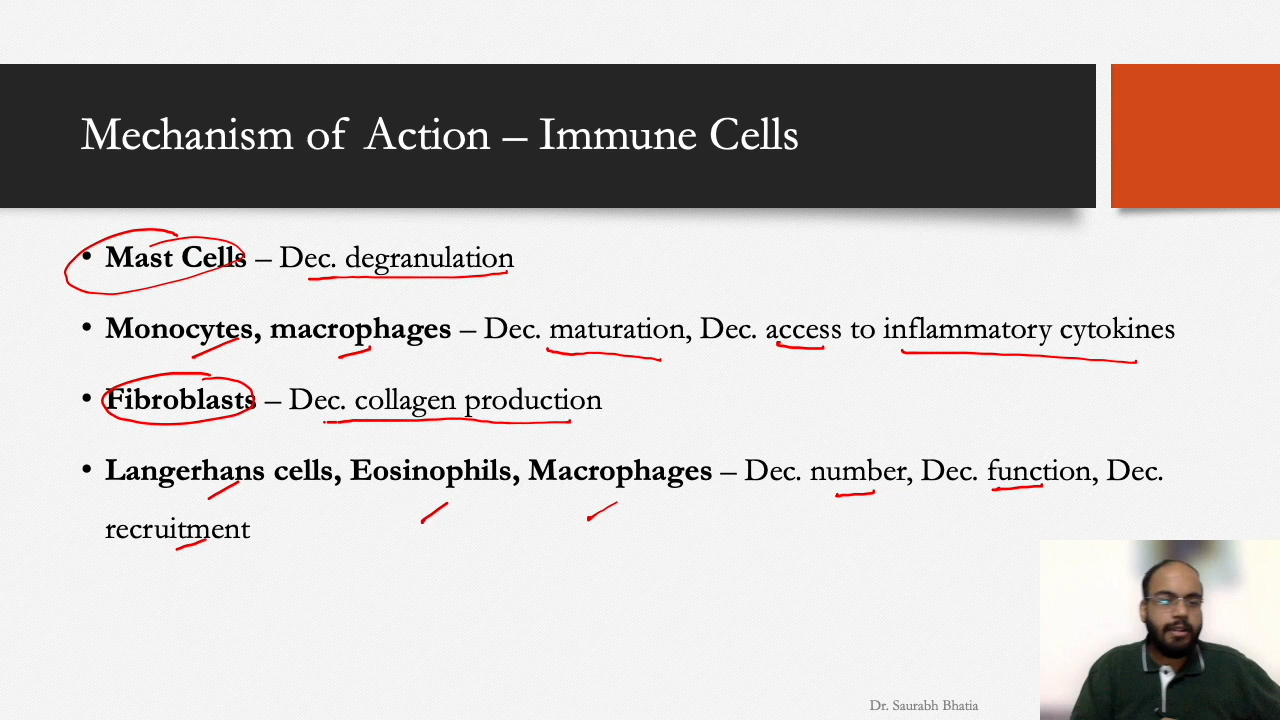 Mechanism of Action – Immune Cells
• Mast Cells – Dec. degranulation
• Monocytes, macrophages – Dec. maturation, Dec. access to inflammatory cytokines
• Fibroblasts – Dec. collagen production
• Langerhans cells, Eosinophils, Macrophages – Dec. number, Dec. function, Dec.
recruitment
Dr. Saurabh Bhatia